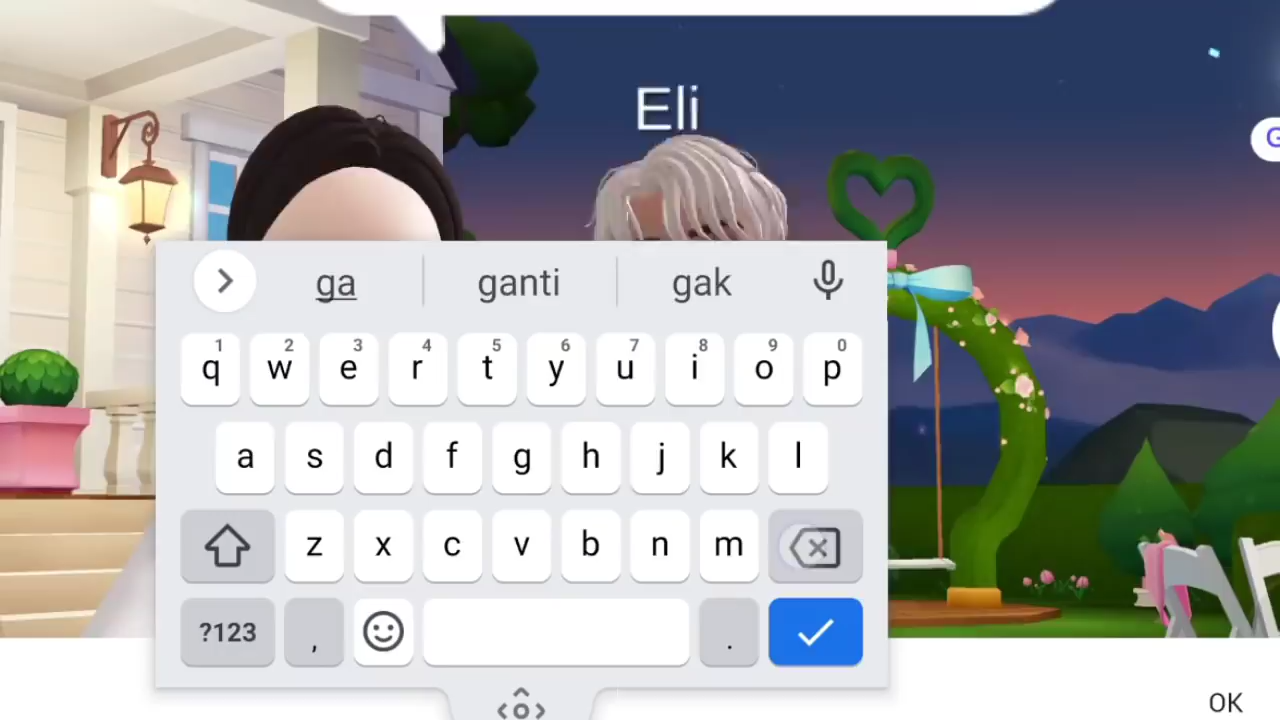 Eli
G
ga ganti gak
1 2 3 4 5 6 7 8 9 0
q w e r t y u i o p
a s d f g h j k l
z x c v b n m
?123 , .
OK